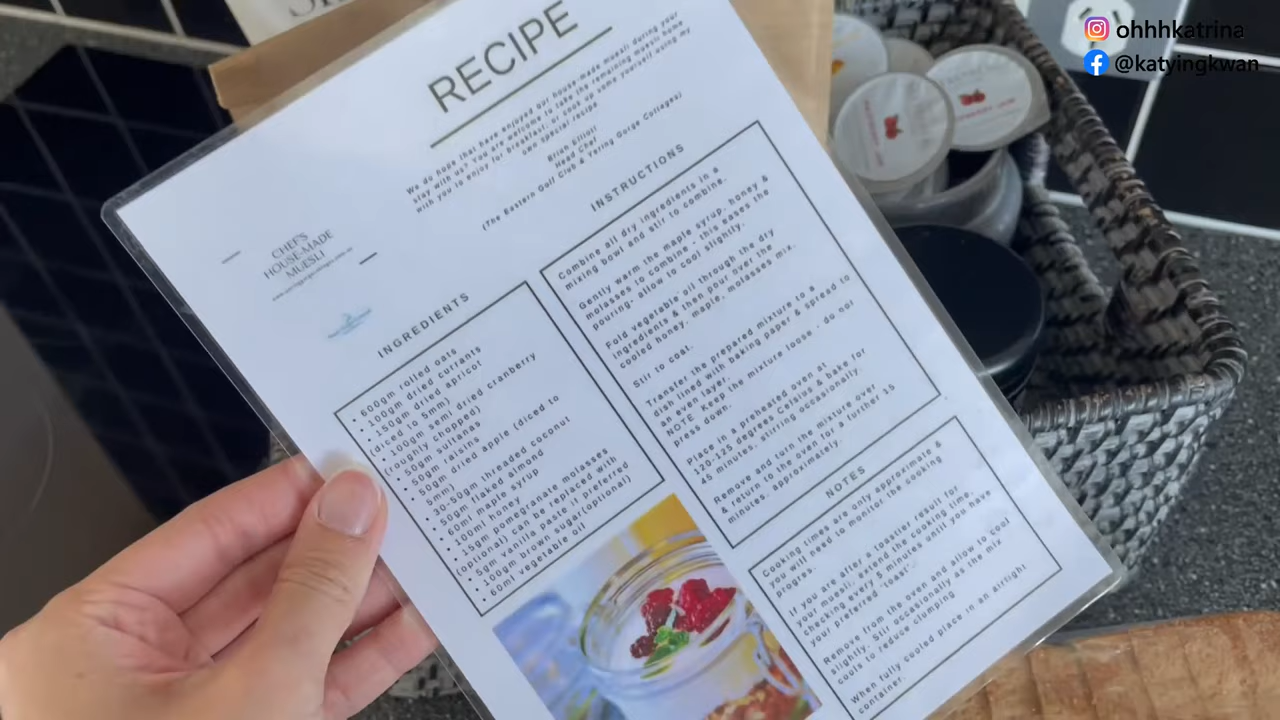 ohhhkatrina
@katyingkwan
RECIPE
We do hope that have enjoyed our house-made muesli during your
stay with us? You are welcome to take the remaining muesli home
with you to enjoy for breakfast, or cook up some yourself using my
own special recipe
Brian Elliott
Head Chef
(The Eastern Golf Club & Yering Gorge Cottages)
CHEF'S
HOUSE-MADE
MUESLI
INGREDIENTS
• 600gm rolled oats
• 100gm dried currants
• 150gm dried apricot
(diced to 5mm)
• 100gm semi dried cranberry
(roughly chopped)
• 50gm sultanas
• 50gm raisins
• 50gm dried apple (diced to
5mm)
• 30-50gm threaded coconut
• 50gm flaked almond
• 60ml maple syrup
• 100ml honey
• 15gm pomegranate molasses
(optional) can be replaced with
• 5gm vanilla paste if preferred
• 100gm brown sugar(optional)
• 60ml vegetable oil
INSTRUCTIONS
Combine all dry ingredients in a
mixing bowl and stir to combine.
Gently warm the maple syrup, honey &
molasses to combine - this eases the
pouring- allow to cool slightly.
Fold vegetable oil through the dry
ingredients & then pour over the
cooled honey, maple, molasses mix.
Stir to coat.
Transfer the prepared mixture to a
dish lined with baking paper & spread to
an even layer.
NOTE Keep the mixture loose - do not
press down.
Place in a preheated oven at
120-125 degrees Celsius & bake for
45 minutes, stirring occasionally.
Remove and turn the mixture over
& return to the oven for a further 15
minutes, approximately.
NOTES
Cooking times are only approximate &
you will need to monitor the cooking
progress.
If you are after a toaster result for
your muesli, extend the cooking time,
checking every 5 minutes until you have
your preferred 'toast'.
Remove from the oven and allow to cool
slightly. Stir occasionally as the mix
cools to reduce clumping
When fully cooled place in an airtight
container.